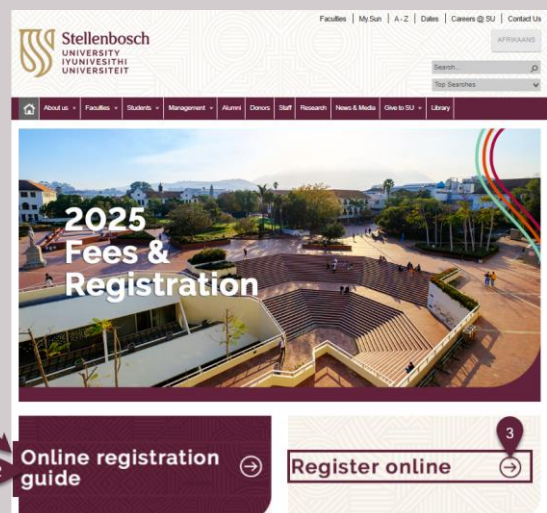 Faculties | My.Sun | A - Z | Dates | Careers @ SU | Contact Us
Stellenbosch
UNIVERSITY
IYUNIVESITHI
UNIVERSITEIT
AFRIKAANS
Search...
Top Searches
About us Faculties Students Management Alumni Donors Staff Research News & Media Give to SU Library
2025
Fees &
Registration
3
Online registration
guide
Register online